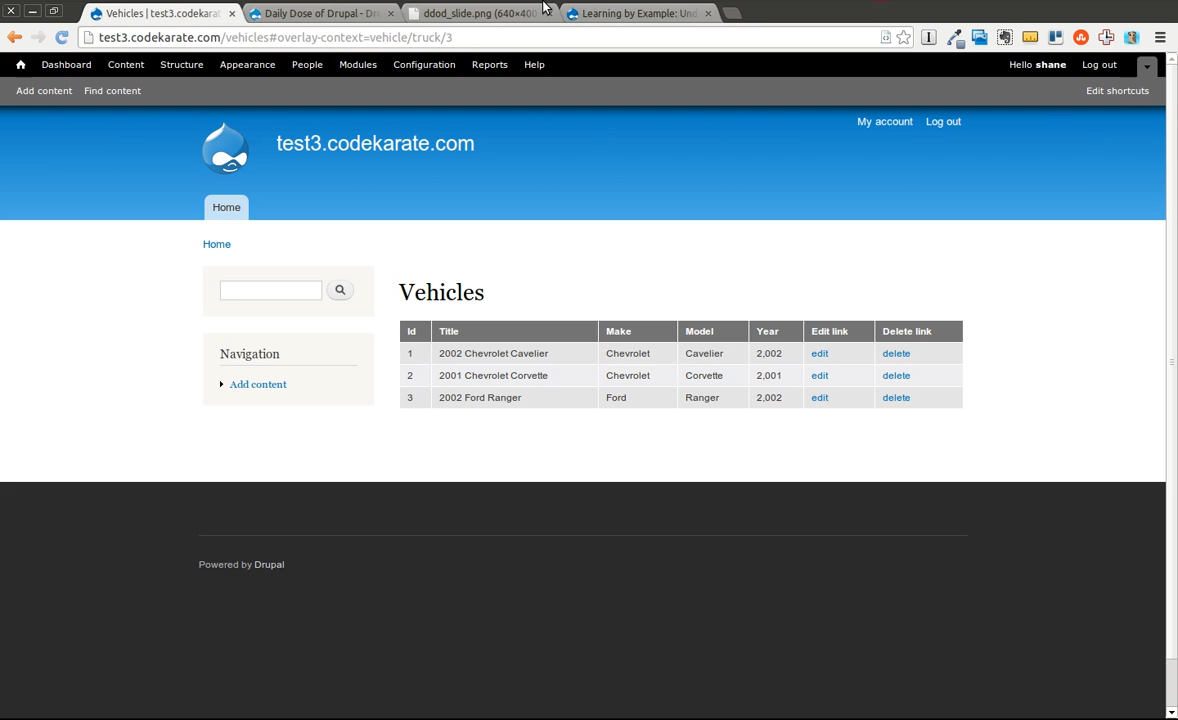 Vehicles | test3.codekarat
Daily Dose of Drupal - Dru
ddod_slide.png (640×400
Learning by Example: Und
test3.codekarate.com/vehicles#overlay-context=vehicle/truck/3
Dashboard Content Structure Appearance People Modules Configuration Reports Help Hello shane Log out
Add content Find content Edit shortcuts
My account Log out
test3.codekarate.com
Home
Home
Vehicles
Navigation
Add content
Id Title Make Model Year Edit link Delete link
1 2002 Chevrolet Cavelier Chevrolet Cavelier 2,002 edit delete
2 2001 Chevrolet Corvette Chevrolet Corvette 2,001 edit delete
3 2002 Ford Ranger Ford Ranger 2,002 edit delete
Powered by Drupal